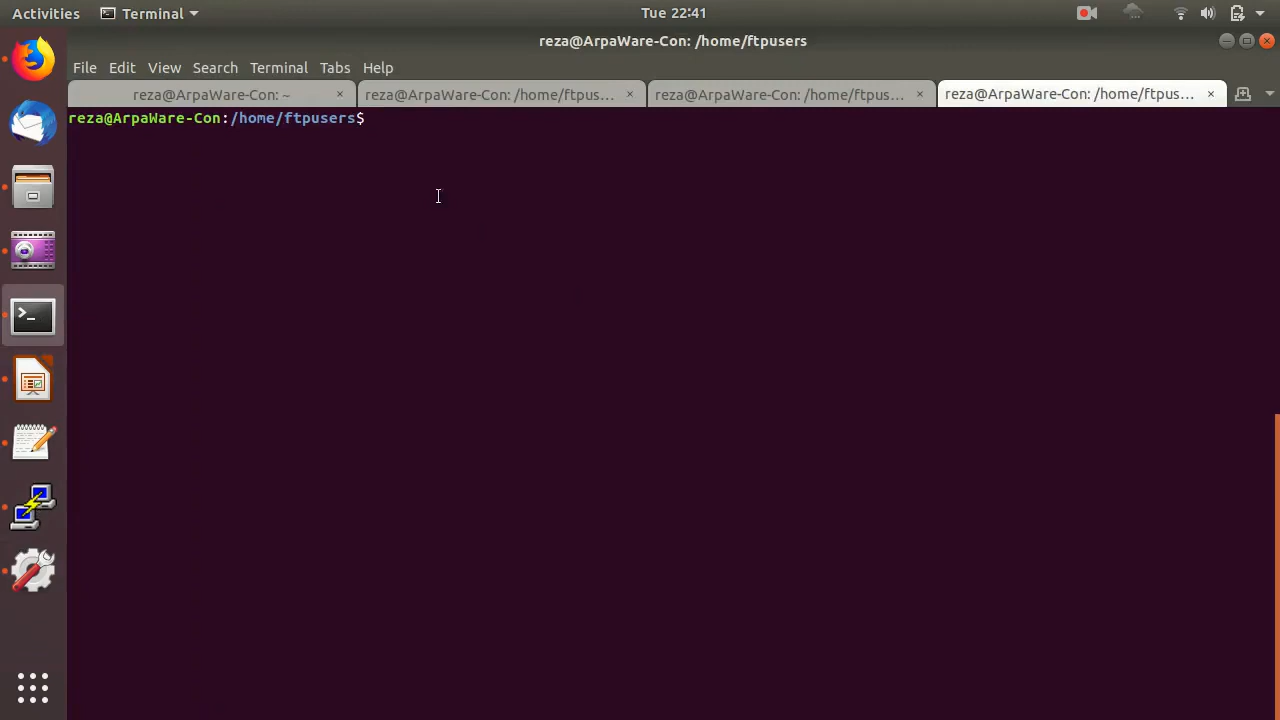 Activities Terminal Tue 22:41
reza@ArpaWare-Con: /home/ftpusers
File Edit View Search Terminal Tabs Help
reza@ArpaWare-Con: ~ × reza@ArpaWare-Con: /home/ftpus... × reza@ArpaWare-Con: /home/ftpus... × reza@ArpaWare-Con: /home/ftpus... ×
reza@ArpaWare-Con:/home/ftpusers$